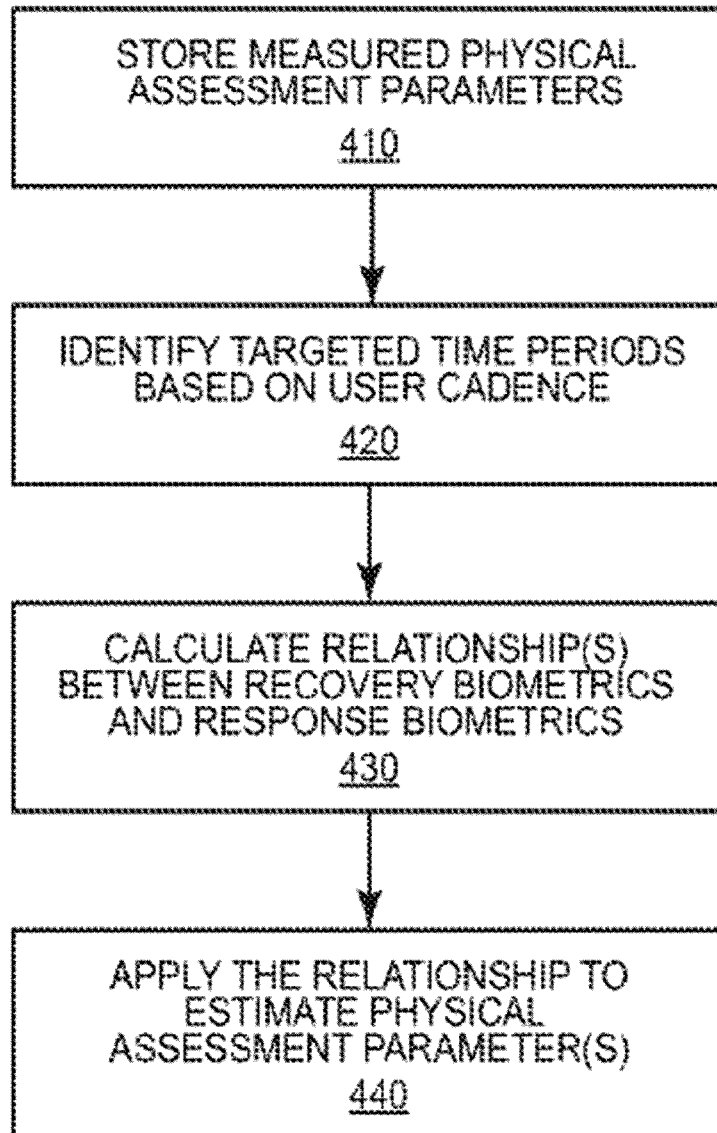 STORE MEASURED PHYSICAL
ASSESSMENT PARAMETERS
410
IDENTIFY TARGETED TIME PERIODS
BASED ON USER CADENCE
420
CALCULATE RELATIONSHIP(S)
BETWEEN RECOVERY BIOMETRICS
AND RESPONSE BIOMETRICS
430
APPLY THE RELATIONSHIP TO
ESTIMATE PHYSICAL
ASSESSMENT PARAMETER(S)
440